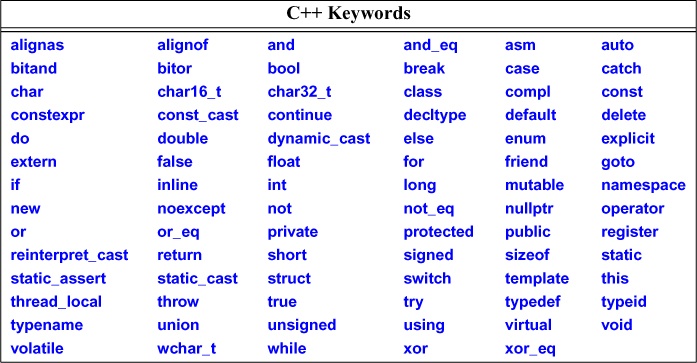 C++ Keywords
alignas alignof and and_eq asm auto
bitand bitor bool break case catch
char char16_t char32_t class compl const
constexpr const_cast continue decltype default delete
do double dynamic_cast else enum explicit
extern false float for friend goto
if inline int long mutable namespace
new noexcept not not_eq nullptr operator
or or_eq private protected public register
reinterpret_cast return short signed sizeof static
static_assert static_cast struct switch template this
thread_local throw true try typedef typeid
typename union unsigned using virtual void
volatile wchar_t while xor xor_eq